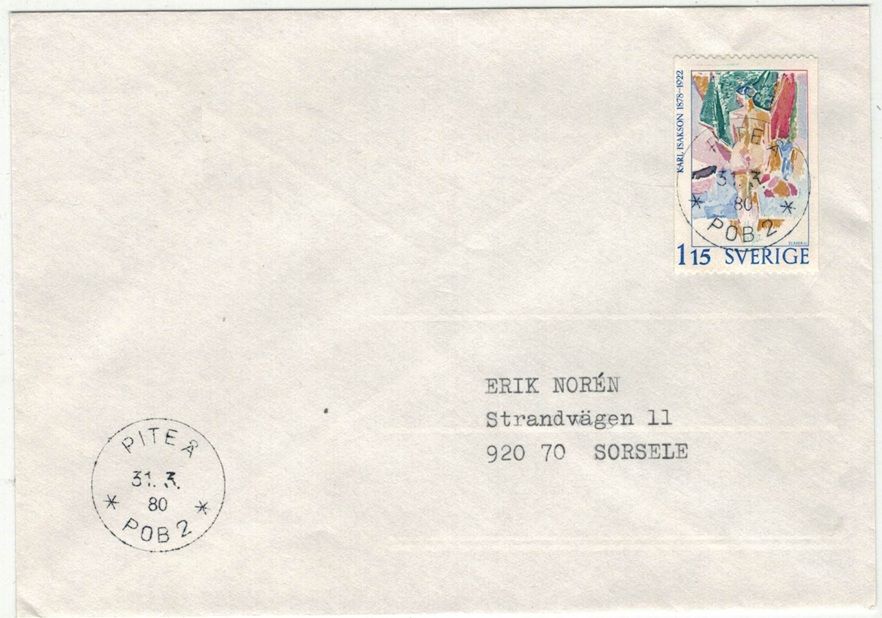 KARL ISAKSON 1878-1922
PITEÅ
31.3.
80
* *
POB 2
1 15 SVERIGE
ERIK NORÉN
Strandvägen 11
920 70 SORSELE
PITEÅ
31.3.
80
* *
POB 2